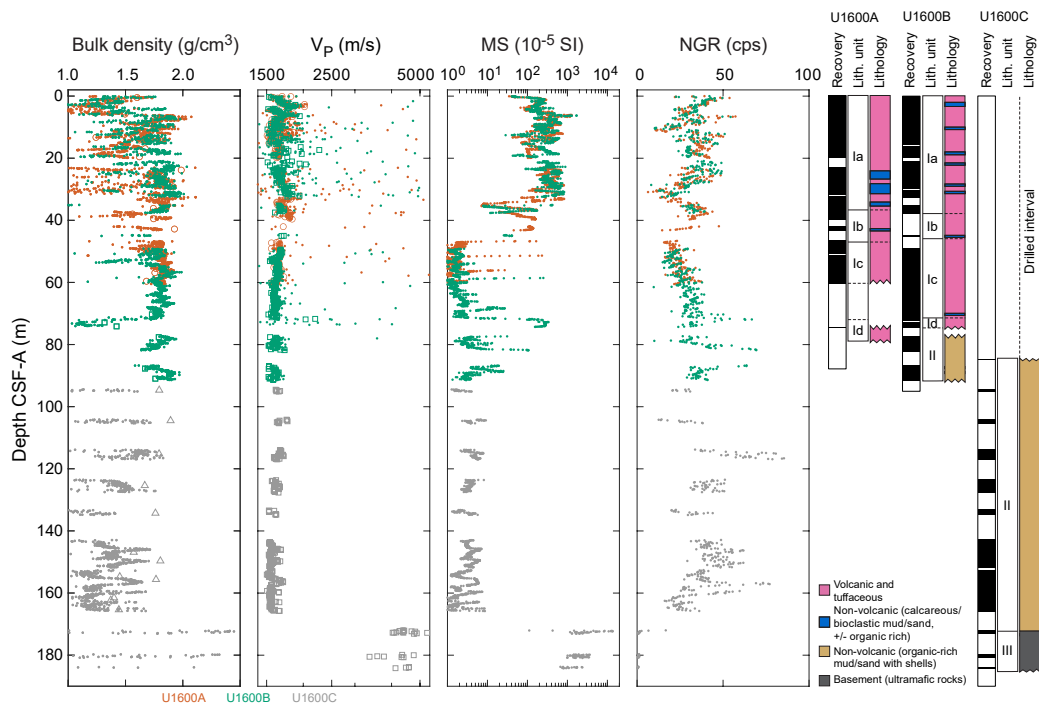 U1600A U1600B U1600C
Bulk density (g/cm³) V_P (m/s) MS (10⁻⁵ SI) NGR (cps)
Recovery Lith. unit Lithology Recovery Lith. unit Lithology Recovery Lith. unit Lithology
1.0 1.5 2.0 1500 2500 5000 10⁰ 10¹ 10² 10³ 10⁴ 0 50 100
Depth CSF-A (m)
0
20
40
60
80
100
120
140
160
180
Ia
Ib
Ic
Id
Ia
Ib
Ic
Id
II
II
III
Drilled interval
Volcanic and
tuffaceous
Non-volcanic (calcareous/
bioclastic mud/sand,
+/- organic rich)
Non-volcanic (organic-rich
mud/sand with shells)
Basement (ultramafic rocks)
U1600A U1600B U1600C